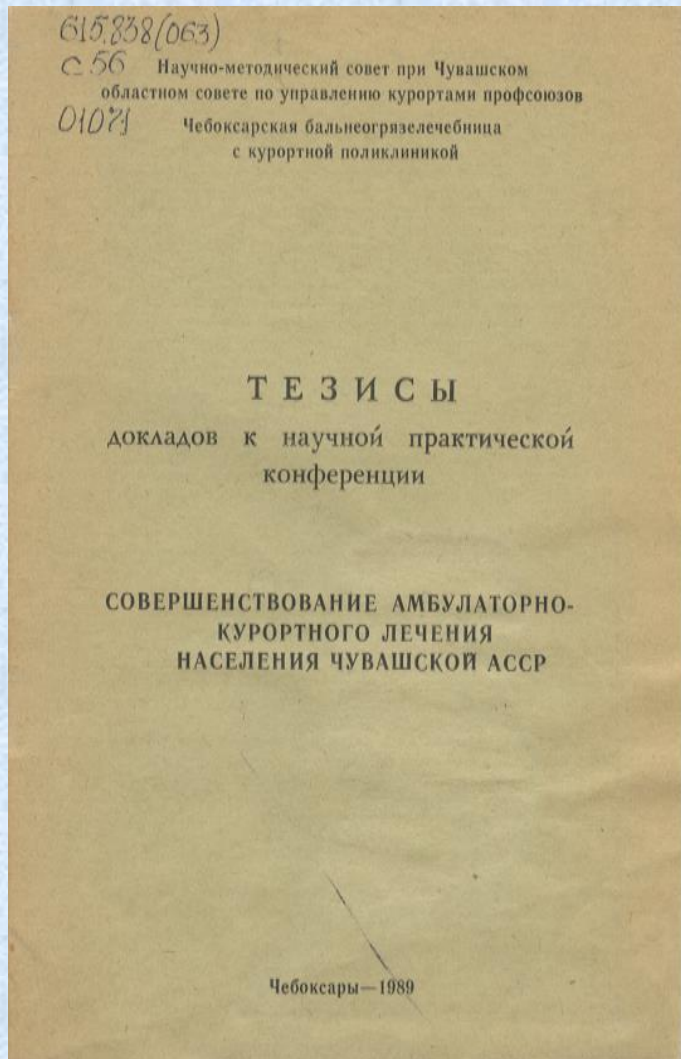 615.838(063)
С 56 Научно-методический совет при Чувашском
областном совете по управлению курортами профсоюзов
01071 Чебоксарская бальнеогрязелечебница
с курортной поликлиникой
ТЕЗИСЫ
докладов к научной практической
конференции
СОВЕРШЕНСТВОВАНИЕ АМБУЛАТОРНО-
КУРОРТНОГО ЛЕЧЕНИЯ
НАСЕЛЕНИЯ ЧУВАШСКОЙ АССР
Чебоксары—1989